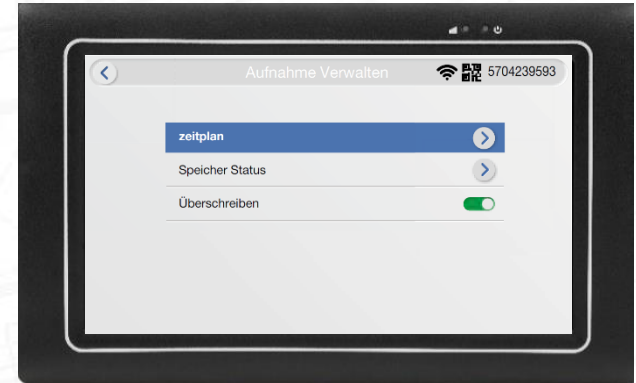 Aufnahme Verwalten
5704239593
zeitplan
Speicher Status
Überschreiben